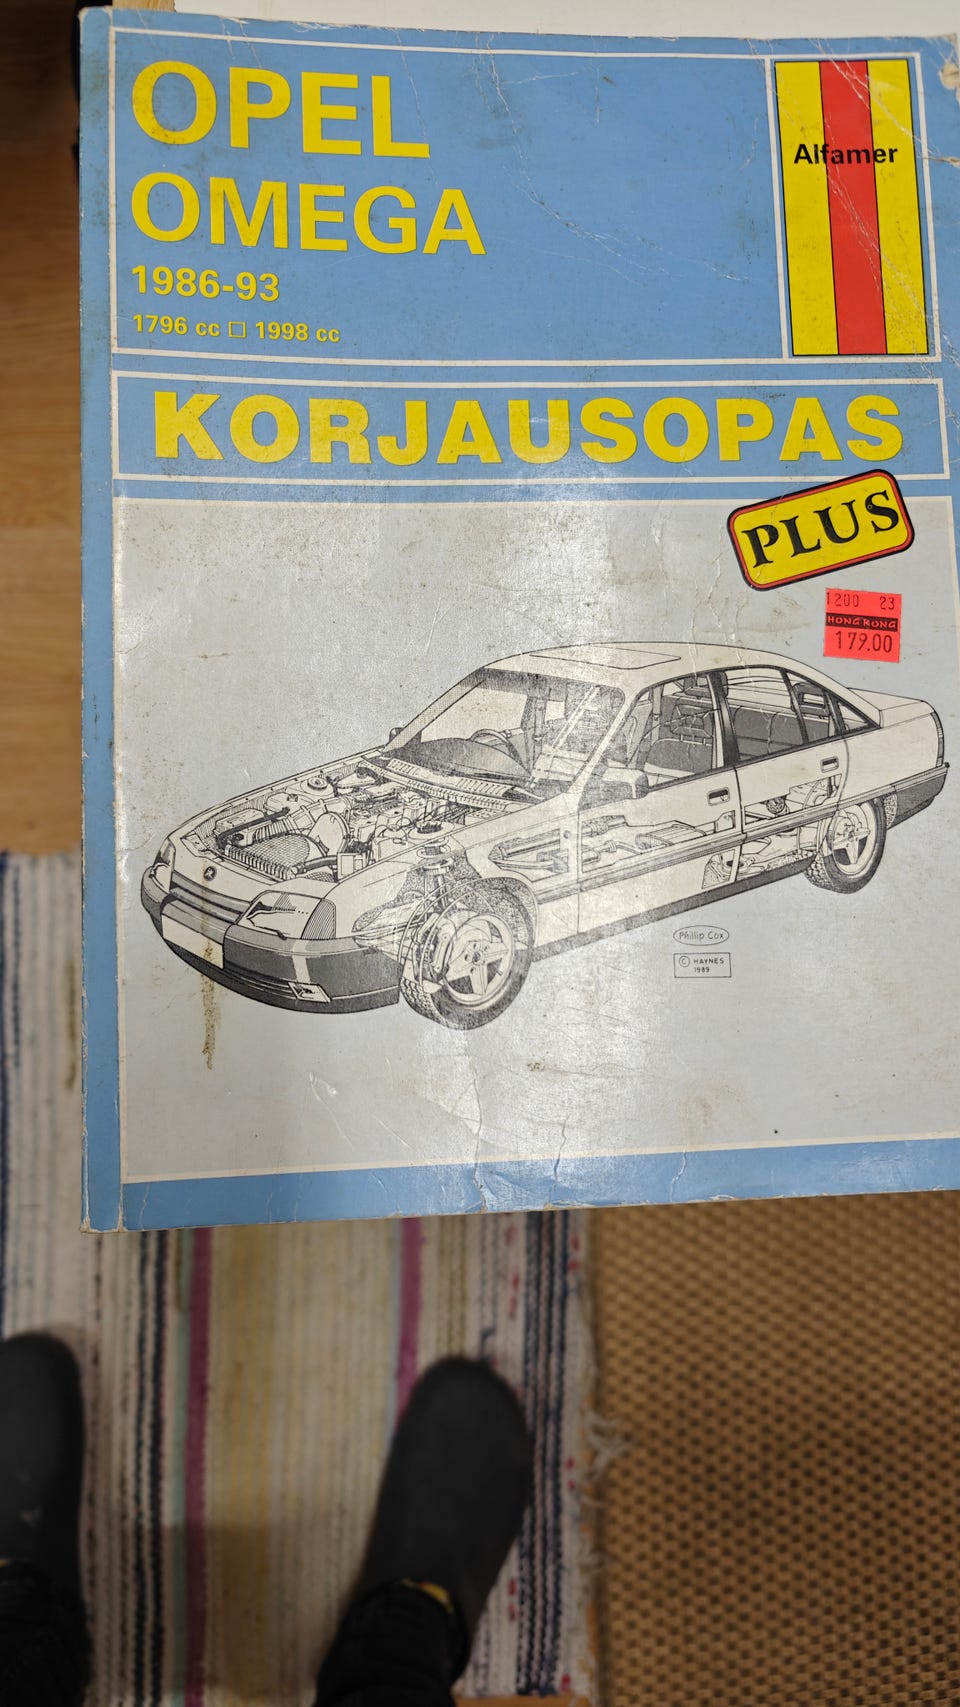 OPEL
OMEGA
1986-93
1796 cc □ 1998 cc
Alfamer
KORJAUSOPAS
PLUS
1200 23
HONG KONG
179.00
Phillip Cox
© HAYNES
1989